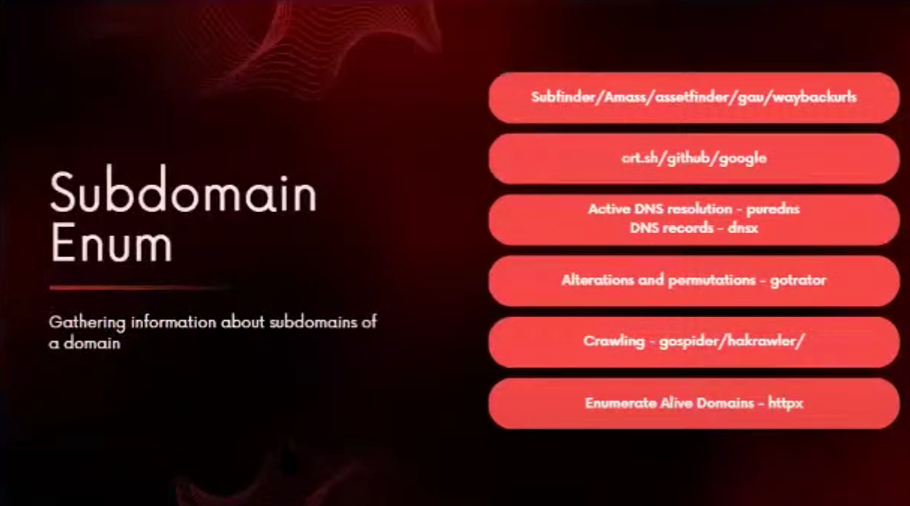 Subdomain
Enum
Gathering information about subdomains of
a domain
Subfinder/Amass/assetfinder/gau/waybackurls
crt.sh/github/google
Active DNS resolution - puredns
DNS records - dnsx
Alterations and permutations - gotrator
Crawling - gospider/hakrawler/
Enumerate Alive Domains - httpx